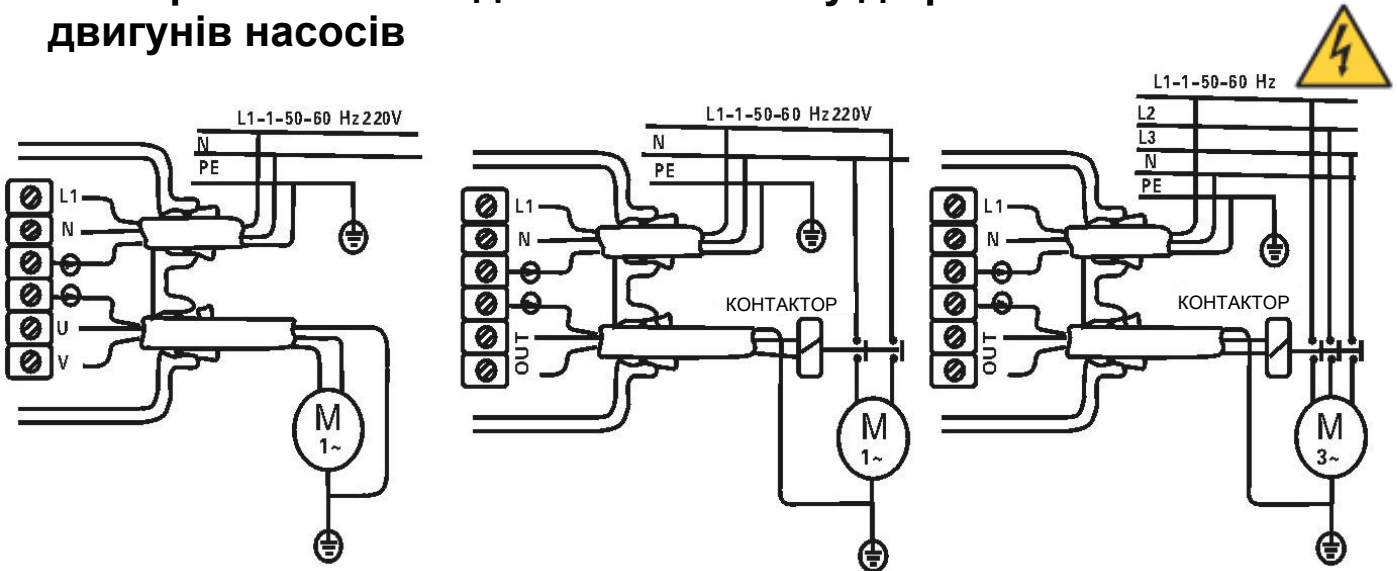 двигунів насосів
L1-1-50-60 Hz 220V
N
PE
L1
N
U
V
M
1~
L1-1-50-60 Hz 220V
N
PE
L1
N
OUT
КОНТАКТОР
M
1~
L1-1-50-60 Hz
L2
L3
N
PE
L1
N
OUT
КОНТАКТОР
M
3~